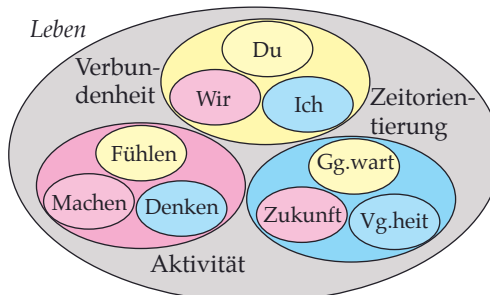 Leben
Du
Verbun-
denheit
Wir
Ich
Zeitorien-
tierung
Fühlen
Gg.wart
Machen
Denken
Zukunft
Vg.heit
Aktivität